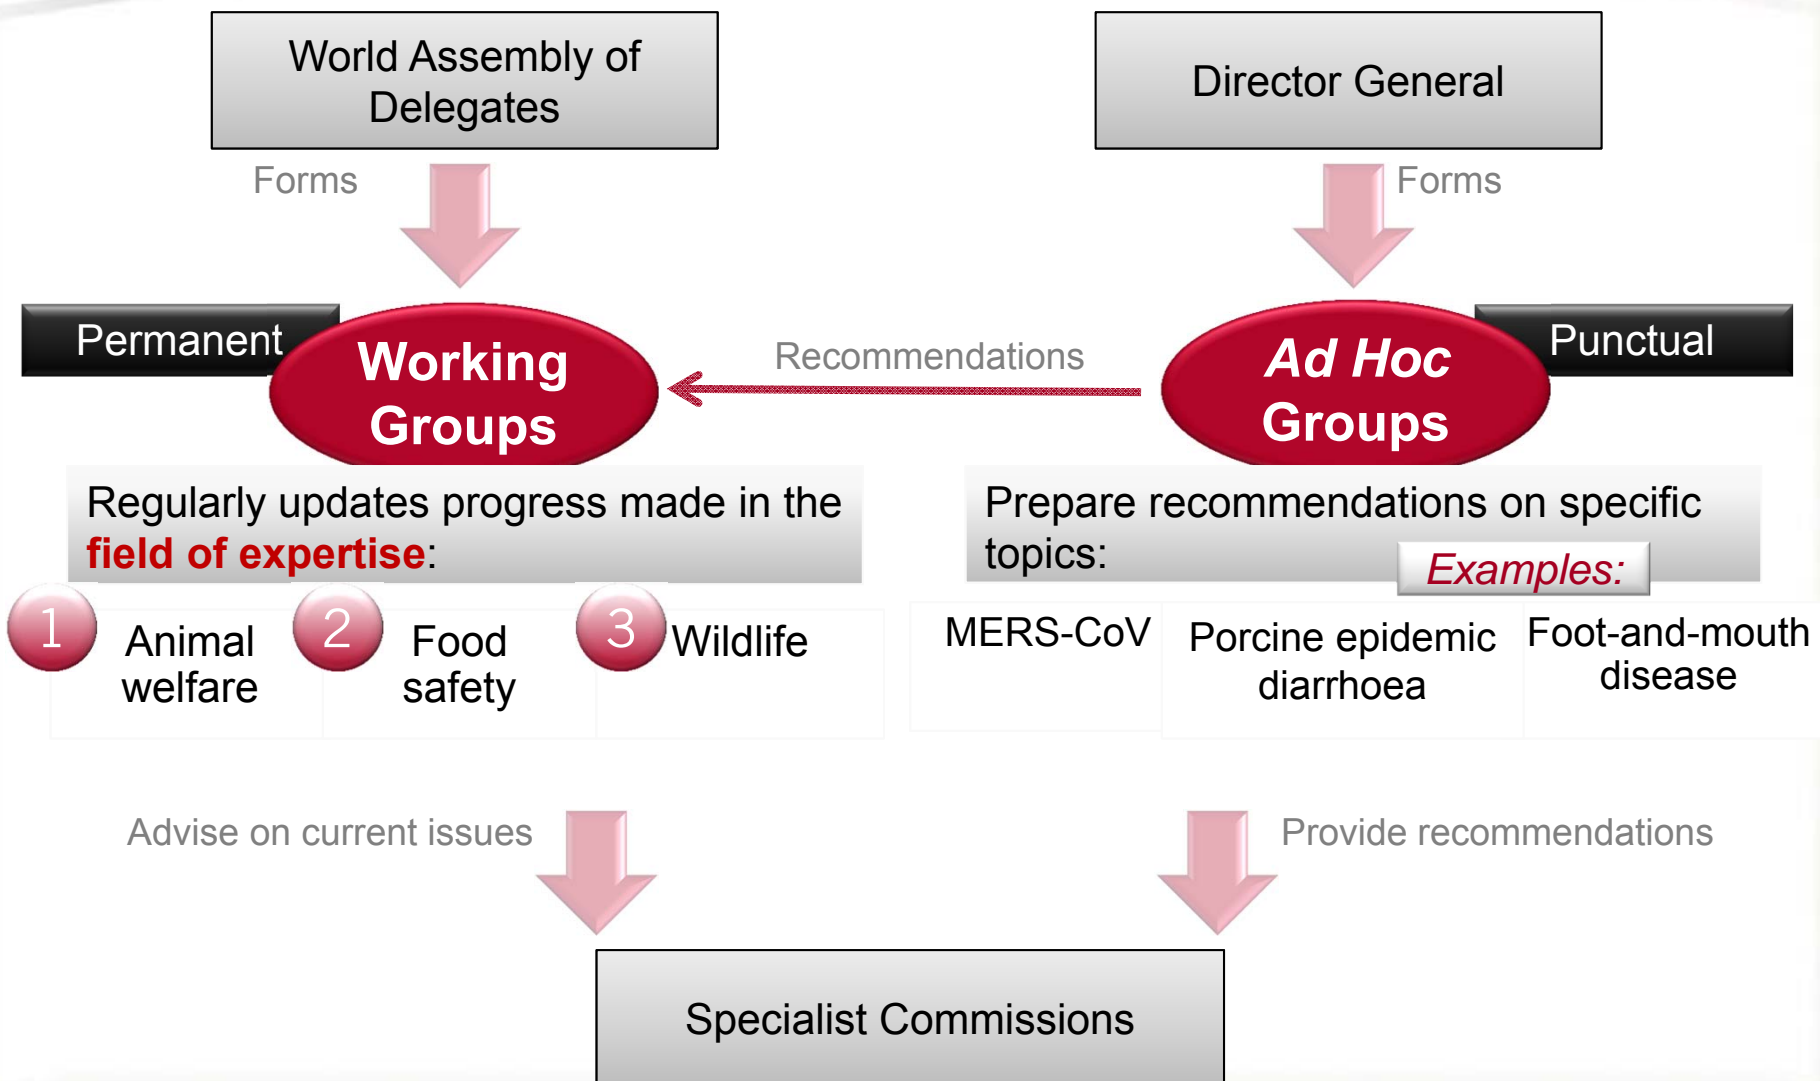 World Assembly of
Delegates
Director General
Forms
Forms
Permanent
Working
Groups
Recommendations
Ad Hoc
Groups
Punctual
Regularly updates progress made in the
field of expertise:
1
Animal
welfare
2
Food
safety
3
Wildlife
Prepare recommendations on specific
topics:
Examples:
MERS-CoV
Porcine epidemic
diarrhoea
Foot-and-mouth
disease
Advise on current issues
Provide recommendations
Specialist Commissions